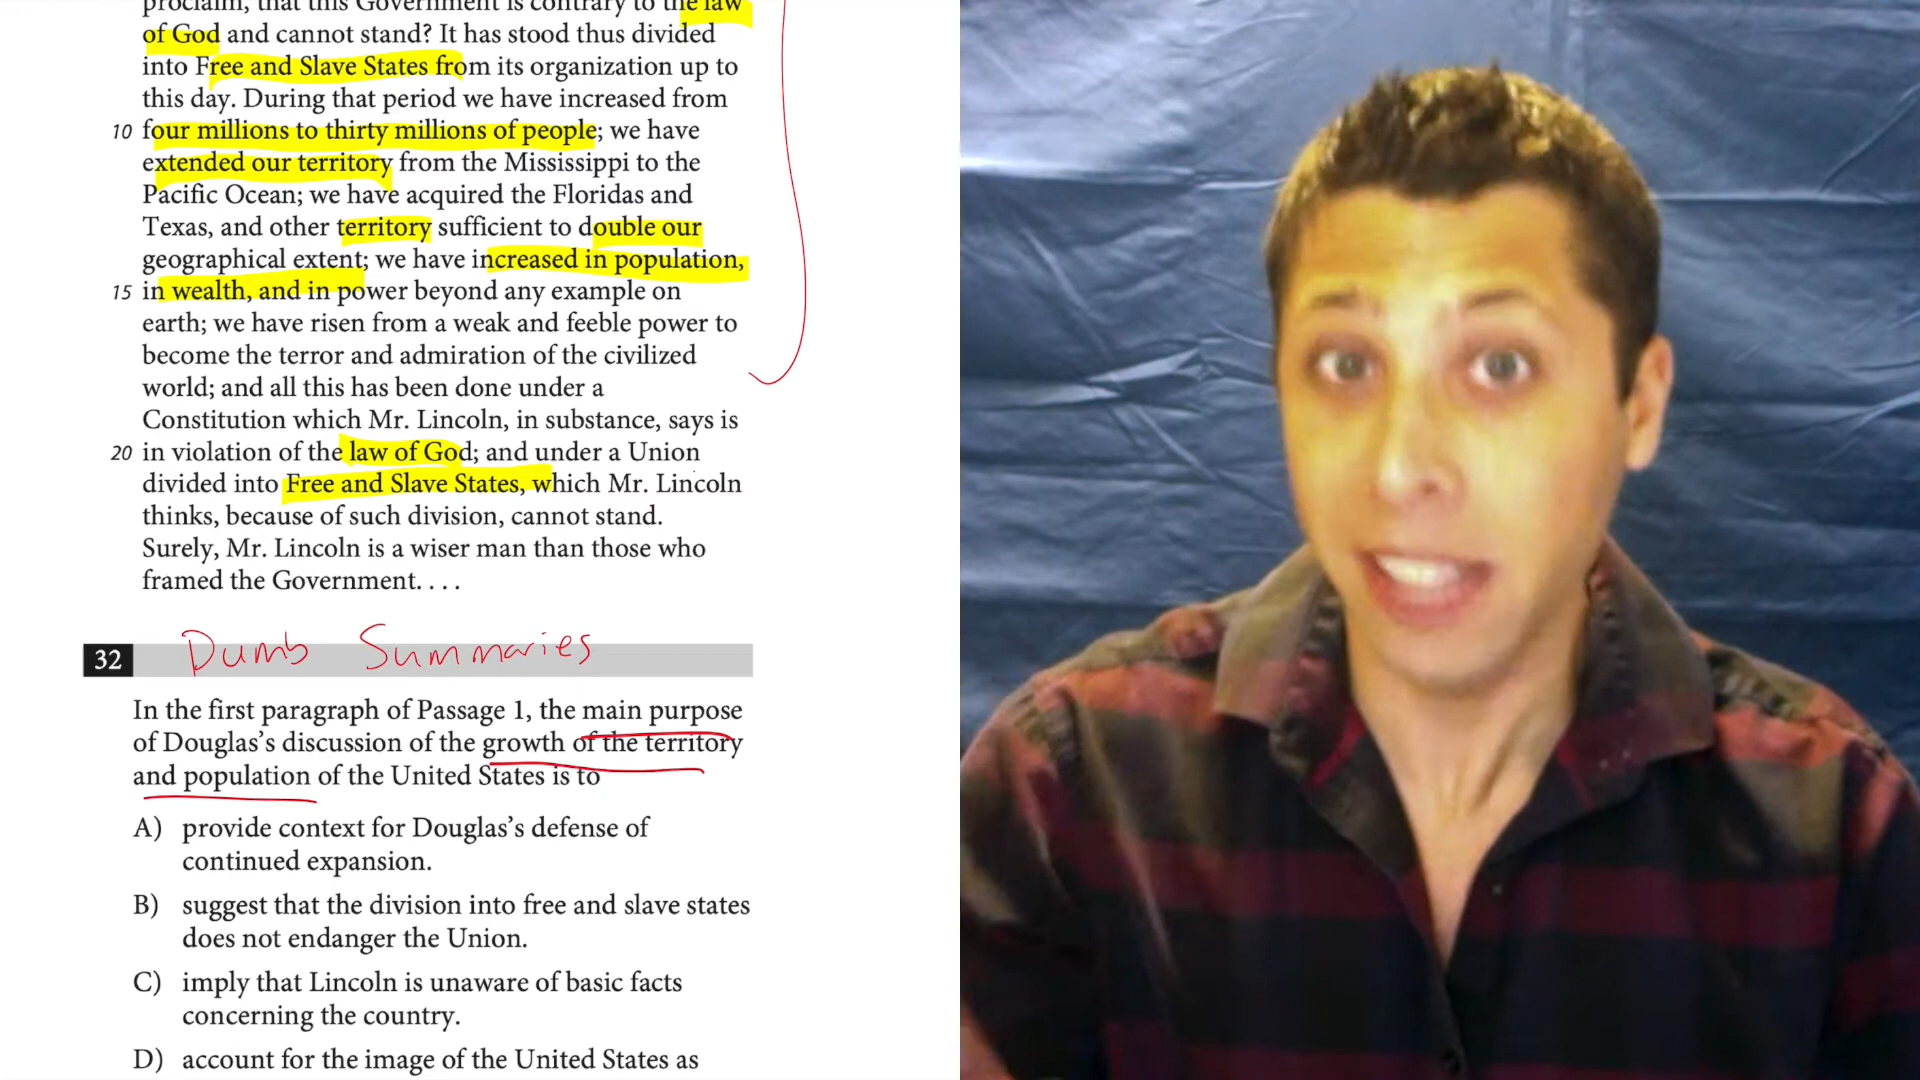 proclaim, that this Government is contrary to the law
of God and cannot stand? It has stood thus divided
into Free and Slave States from its organization up to
this day. During that period we have increased from
10 four millions to thirty millions of people; we have
extended our territory from the Mississippi to the
Pacific Ocean; we have acquired the Floridas and
Texas, and other territory sufficient to double our
geographical extent; we have increased in population,
15 in wealth, and in power beyond any example on
earth; we have risen from a weak and feeble power to
become the terror and admiration of the civilized
world; and all this has been done under a
Constitution which Mr. Lincoln, in substance, says is
20 in violation of the law of God; and under a Union
divided into Free and Slave States, which Mr. Lincoln
thinks, because of such division, cannot stand.
Surely, Mr. Lincoln is a wiser man than those who
framed the Government. . . .
32 Dumb Summaries
In the first paragraph of Passage 1, the main purpose
of Douglas’s discussion of the growth of the territory
and population of the United States is to
A) provide context for Douglas’s defense of
continued expansion.
B) suggest that the division into free and slave states
does not endanger the Union.
C) imply that Lincoln is unaware of basic facts
concerning the country.
D) account for the image of the United States as